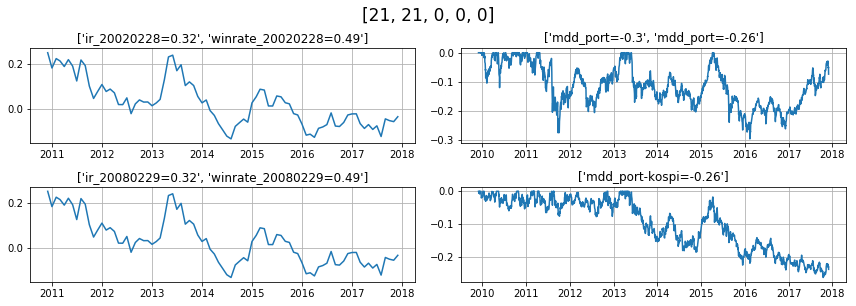 [21, 21, 0, 0, 0]
['ir_20020228=0.32', 'winrate_20020228=0.49']
0.2
0.0
2011 2012 2013 2014 2015 2016 2017 2018
['mdd_port=-0.3', 'mdd_port=-0.26']
0.0
−0.1
−0.2
−0.3
2010 2011 2012 2013 2014 2015 2016 2017 2018
['ir_20080229=0.32', 'winrate_20080229=0.49']
0.2
0.0
2011 2012 2013 2014 2015 2016 2017 2018
['mdd_port-kospi=-0.26']
0.0
−0.1
−0.2
2010 2011 2012 2013 2014 2015 2016 2017 2018